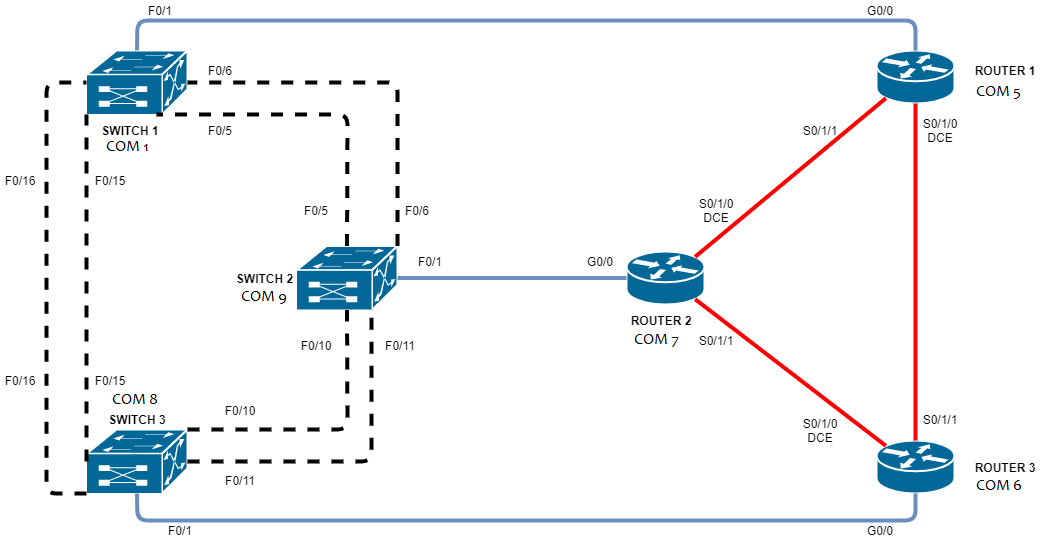 F0/1
G0/0
F0/6
ROUTER 1
COM 5
F0/5
SWITCH 1
COM 1
S0/1/1
S0/1/0
DCE
F0/16
F0/15
F0/5
F0/6
S0/1/0
DCE
SWITCH 2
COM 9
F0/1
G0/0
ROUTER 2
COM 7
S0/1/1
F0/10
F0/11
F0/16
F0/15
COM 8
SWITCH 3
F0/10
S0/1/0
DCE
S0/1/1
F0/11
ROUTER 3
COM 6
F0/1
G0/0